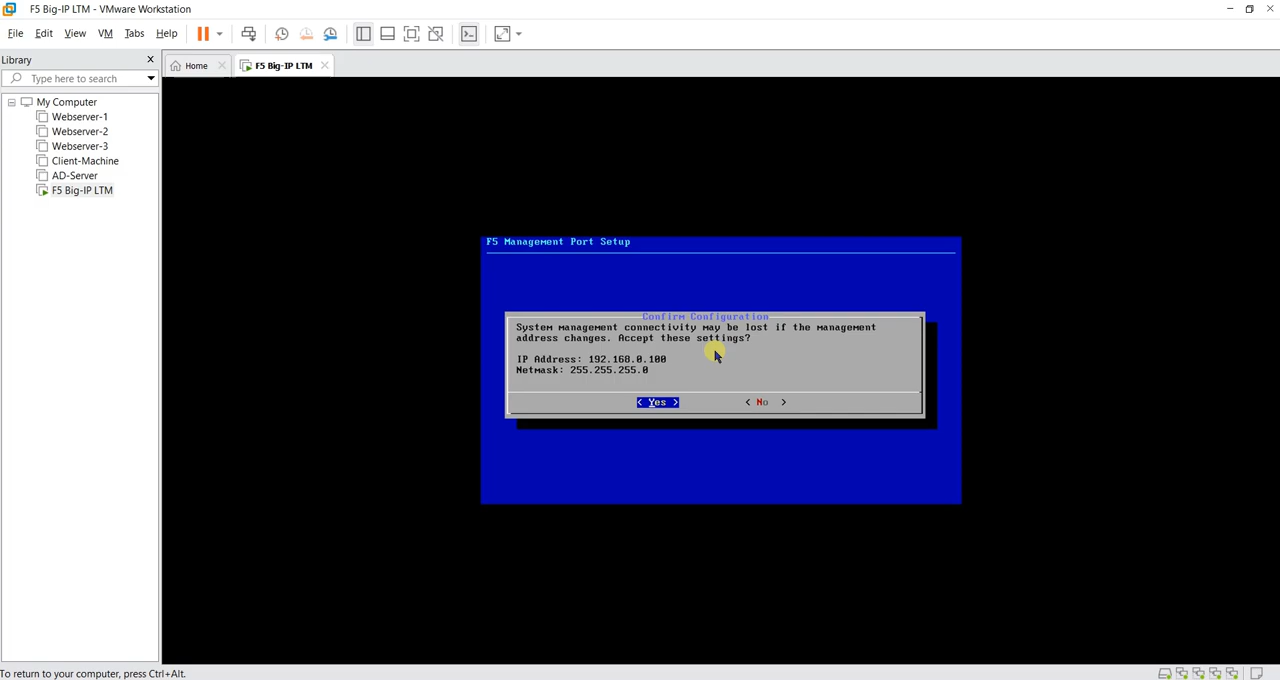 F5 Big-IP LTM - VMware Workstation
File Edit View VM Tabs Help
Library
Home
F5 Big-IP LTM
Type here to search
My Computer
Webserver-1
Webserver-2
Webserver-3
Client-Machine
AD-Server
F5 Big-IP LTM
F5 Management Port Setup
Confirm Configuration
System management connectivity may be lost if the management
address changes. Accept these settings?
IP Address: 192.168.0.100
Netmask: 255.255.255.0
< Yes > < No >
To return to your computer, press Ctrl+Alt.